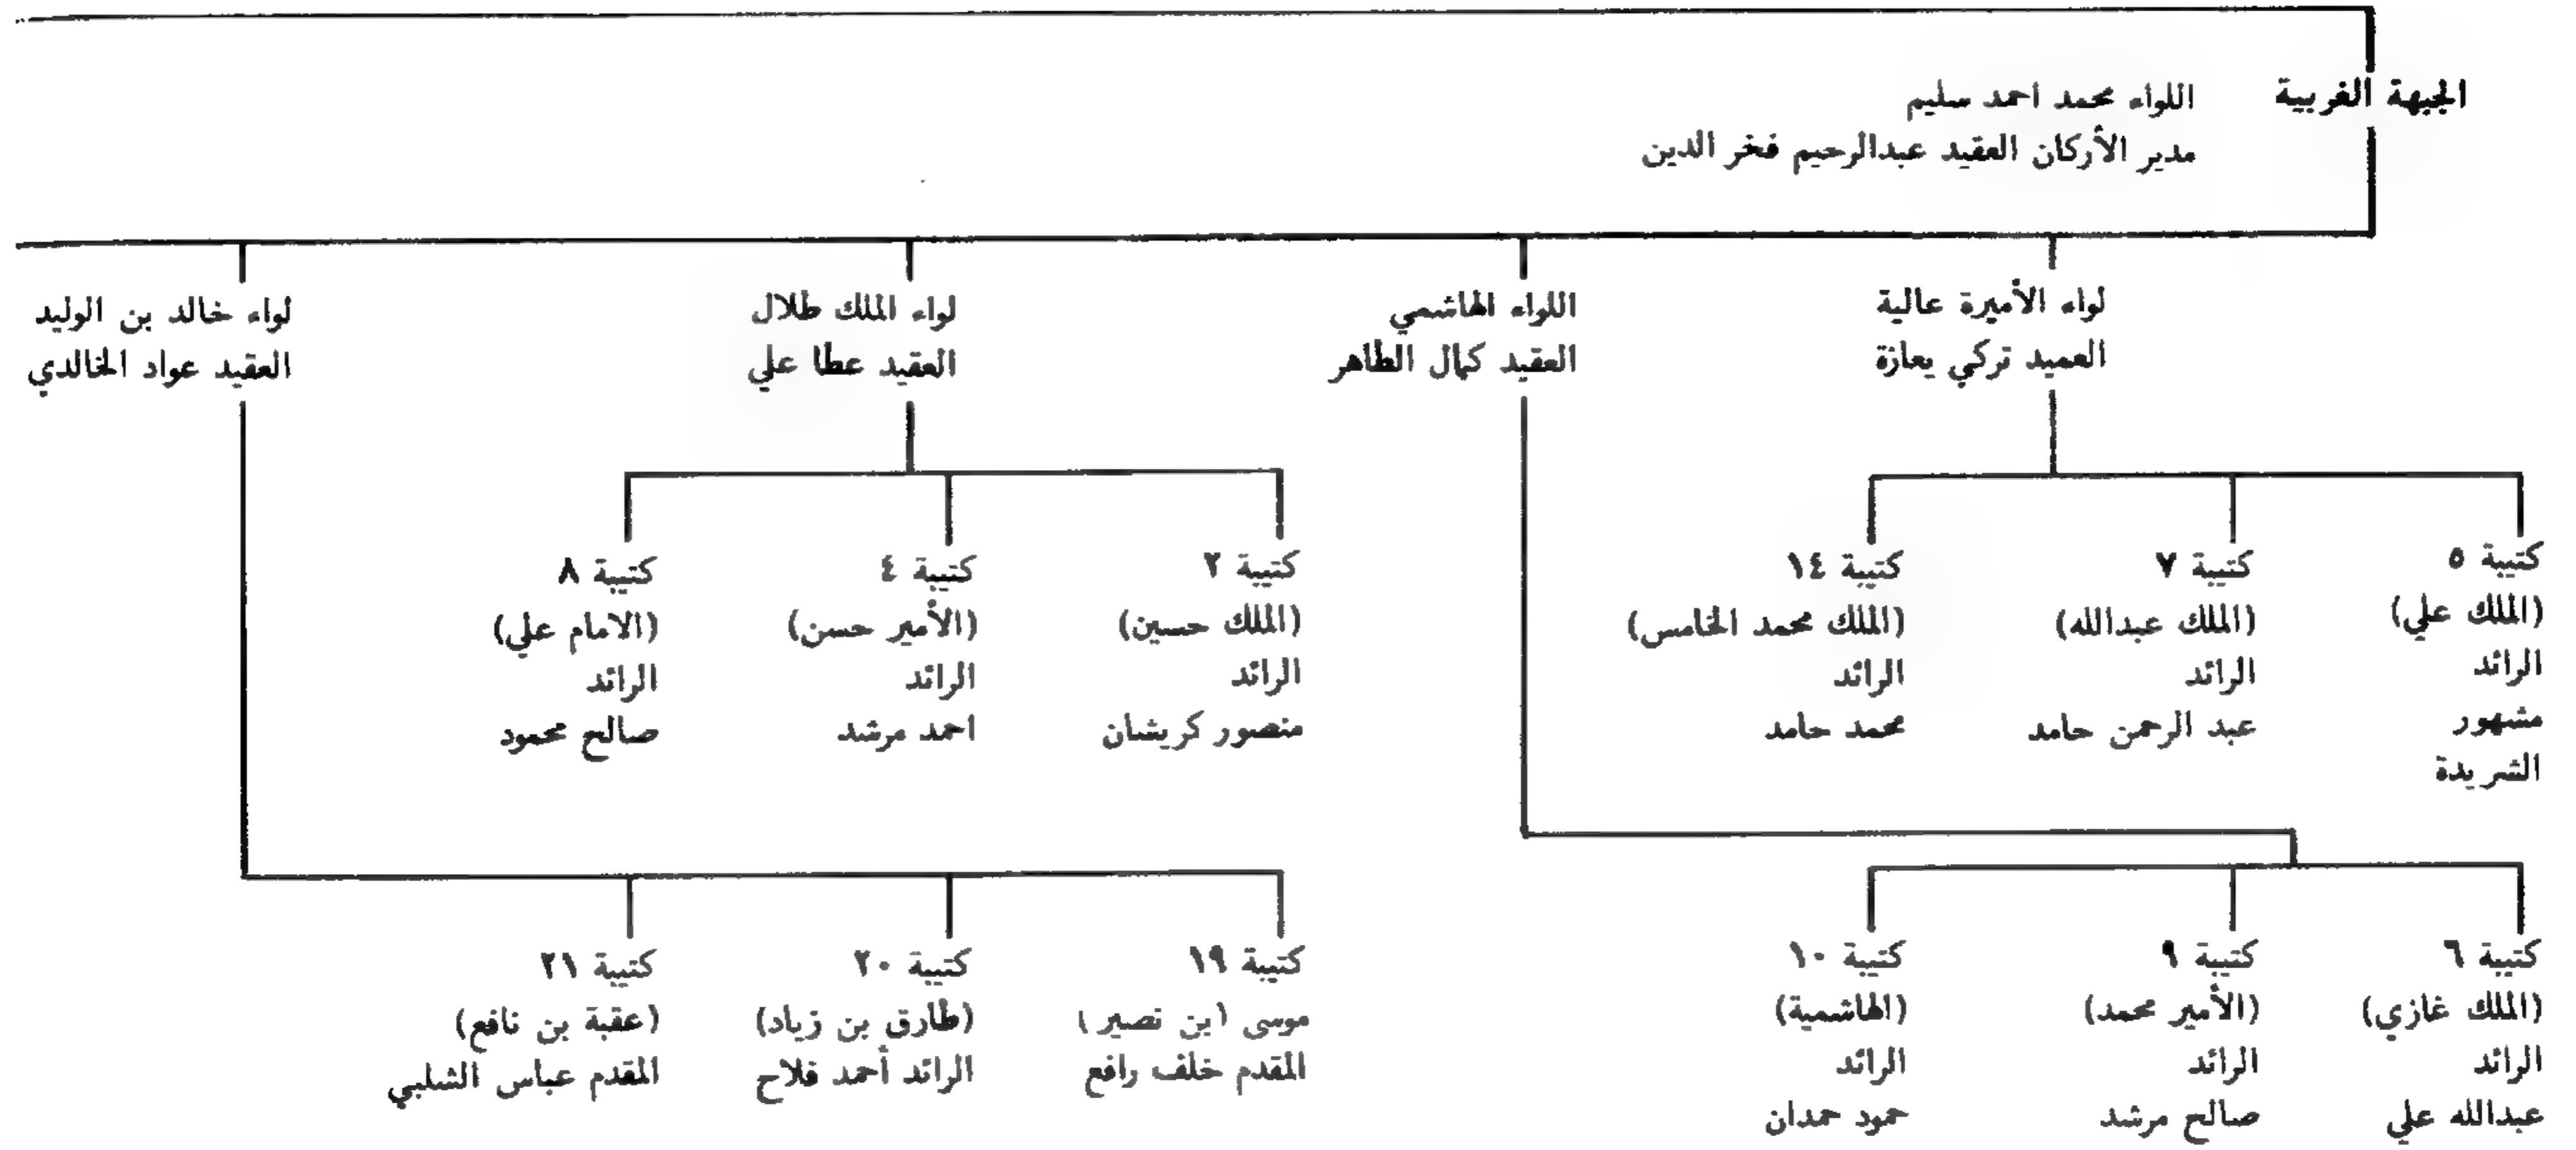 الجبهة الغربية
اللواء محمد احمد سليم
مدير الأركان العقيد عبدالرحيم فخر الدين
لواء الأميرة عالية
العميد تركي بعازة
اللواء الهاشمي
العقيد كمال الطاهر
لواء الملك طلال
العقيد عطا علي
لواء خالد بن الوليد
العقيد عواد الخالدي
كتيبة ٥
(الملك علي)
الرائد
مشهور
الشريدة
كتيبة ٧
(الملك عبدالله)
الرائد
عبد الرحمن حامد
كتيبة ١٤
(الملك محمد الخامس)
الرائد
محمد حامد
كتيبة ٢
(الملك حسين)
الرائد
منصور كريشان
كتيبة ٤
(الأمير حسن)
الرائد
احمد مرشد
كتيبة ٨
(الامام علي)
الرائد
صالح محمود
كتيبة ٦
(الملك غازي)
الرائد
عبدالله علي
كتيبة ٩
(الأمير محمد)
الرائد
صالح مرشد
كتيبة ١٠
(الهاشمية)
الرائد
حمود حمدان
كتيبة ١٩
موسى (بن نصير)
المقدم خلف رافع
كتيبة ٢٠
(طارق بن زياد)
الرائد أحمد فلاح
كتيبة ٢١
(عقبة بن نافع)
المقدم عباس الشلبي